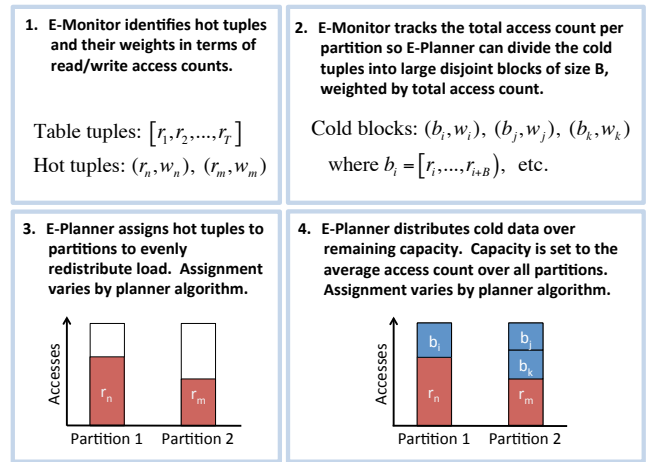 1. E-Monitor identifies hot tuples
and their weights in terms of
read/write access counts.
Table tuples: [r₁,r₂,...,r_T]
Hot tuples: (rₙ,wₙ), (rₘ,wₘ)
2. E-Monitor tracks the total access count per
partition so E-Planner can divide the cold
tuples into large disjoint blocks of size B,
weighted by total access count.
Cold blocks: (bᵢ,wᵢ), (bⱼ,wⱼ), (bₖ,wₖ)
where bᵢ =[rᵢ,...,rᵢ₊B), etc.
3. E-Planner assigns hot tuples to
partitions to evenly
redistribute load. Assignment
varies by planner algorithm.
Accesses
rₙ
rₘ
Partition 1
Partition 2
4. E-Planner distributes cold data over
remaining capacity. Capacity is set to the
average access count over all partitions.
Assignment varies by planner algorithm.
Accesses
bᵢ
rₙ
bⱼ
bₖ
rₘ
Partition 1
Partition 2